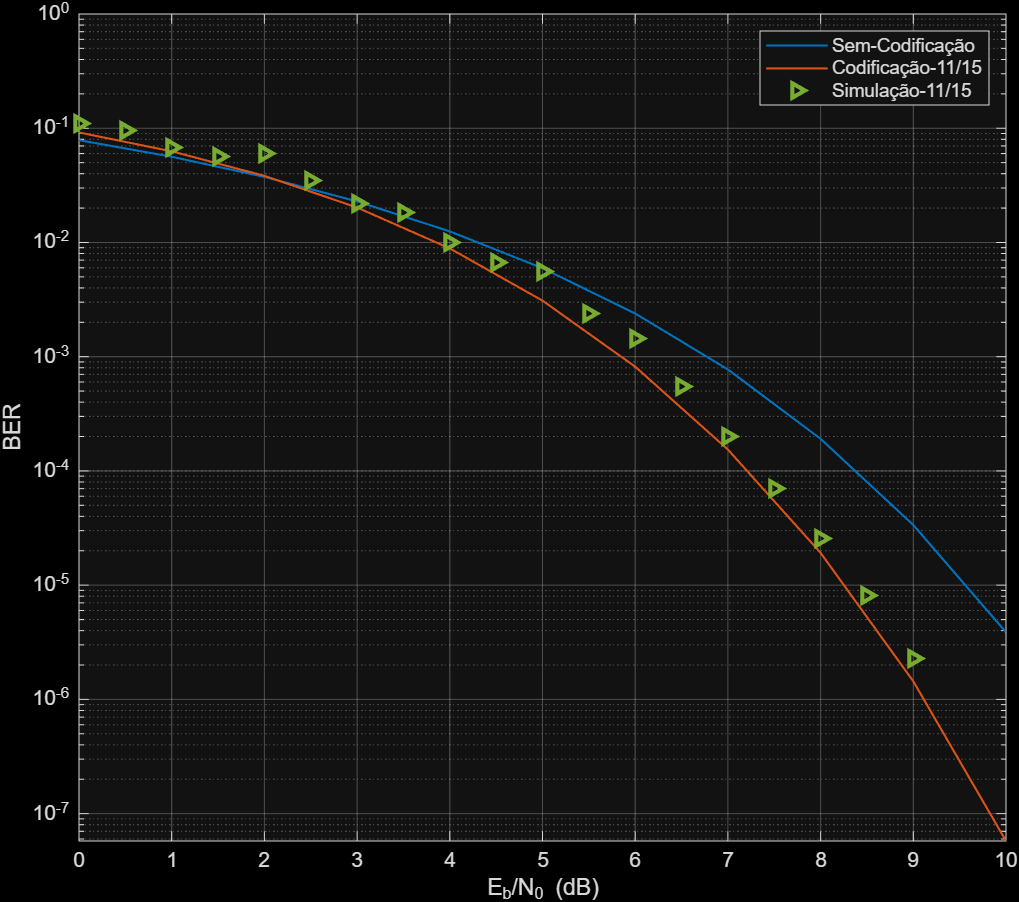 10^0
10^-1
10^-2
10^-3
10^-4
10^-5
10^-6
10^-7
BER
0 1 2 3 4 5 6 7 8 9 10
E_b/N_0 (dB)
Sem-Codificação
Codificação-11/15
Simulação-11/15